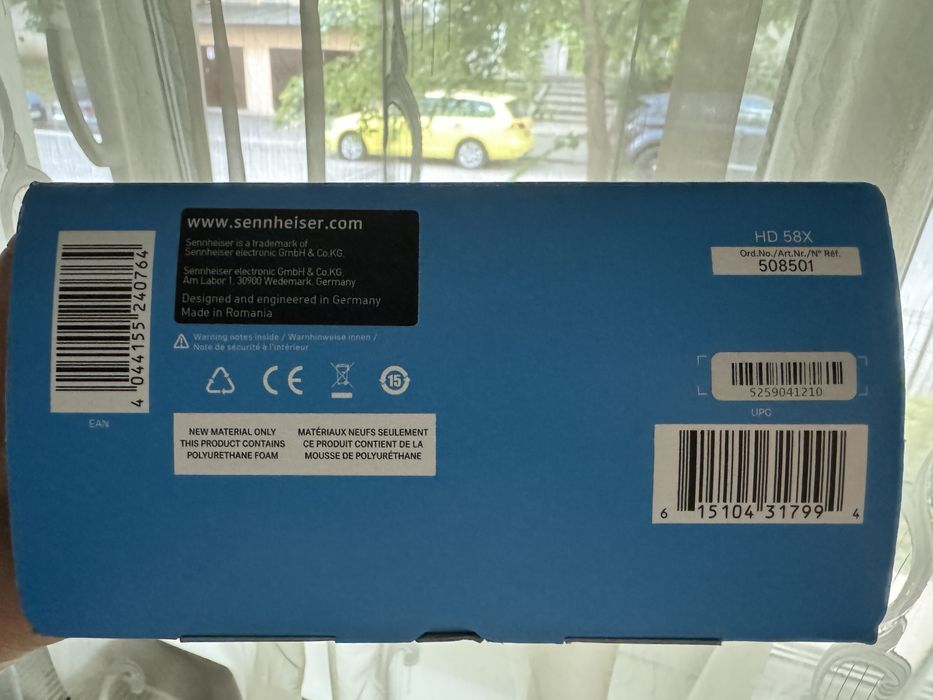 www.sennheiser.com
Sennheiser is a trademark of
Sennheiser electronic GmbH & Co.KG.
Sennheiser electronic GmbH & Co.KG
Am Labor 1, 30900 Wedemark, Germany
Designed and engineered in Germany
Made in Romania
4 044155 240764
EAN
Warning notes inside / Warnhinweise innen /
Note de sécurité à l'intérieur
CE
15
NEW MATERIAL ONLY
THIS PRODUCT CONTAINS
POLYURETHANE FOAM
MATÉRIAUX NEUFS SEULEMENT
CE PRODUIT CONTIENT DE LA
MOUSSE DE POLYURÉTHANE
HD 58X
Ord.No./Art.Nr./N° Réf.
508501
5259041210
UPC
6 15104 31799 4